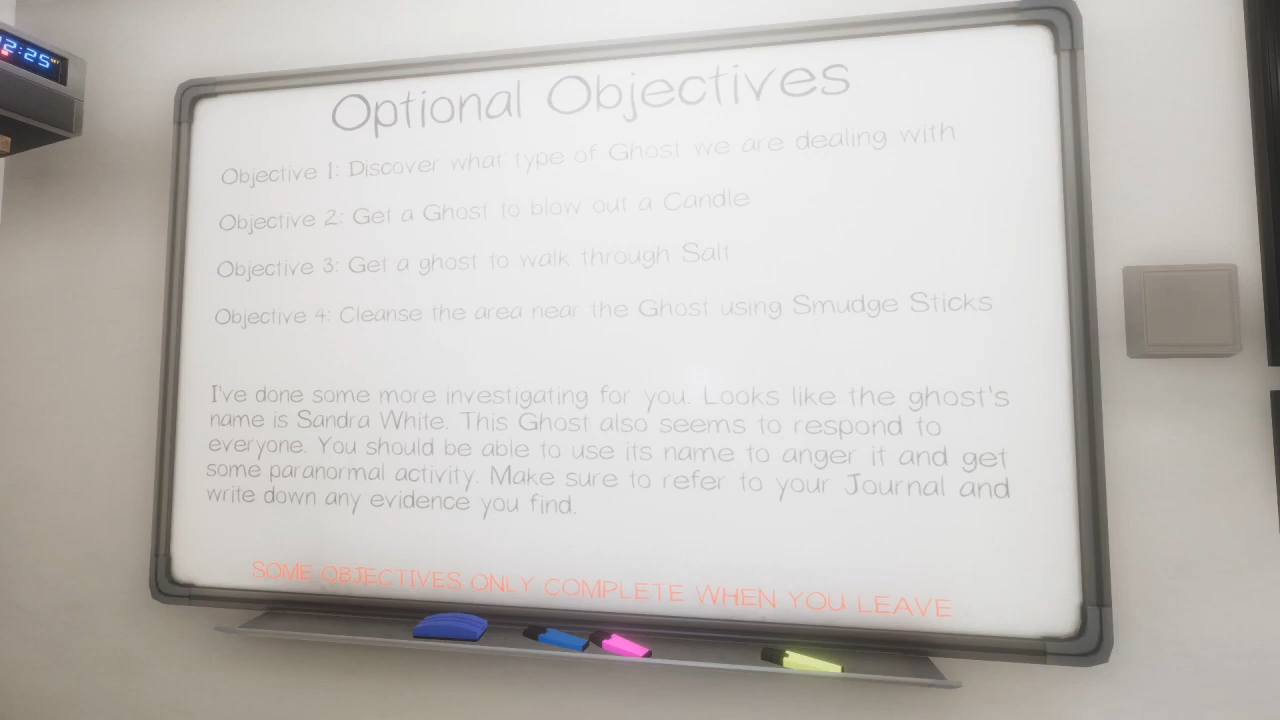 2:25
Optional Objectives
Objective 1: Discover what type of Ghost we are dealing with
Objective 2: Get a Ghost to blow out a Candle
Objective 3: Get a ghost to walk through Salt
Objective 4: Cleanse the area near the Ghost using Smudge Sticks
I've done some more investigating for you. Looks like the ghost's
name is Sandra White. This Ghost also seems to respond to
everyone. You should be able to use its name to anger it and get
some paranormal activity. Make sure to refer to your Journal and
write down any evidence you find.
SOME OBJECTIVES ONLY COMPLETE WHEN YOU LEAVE